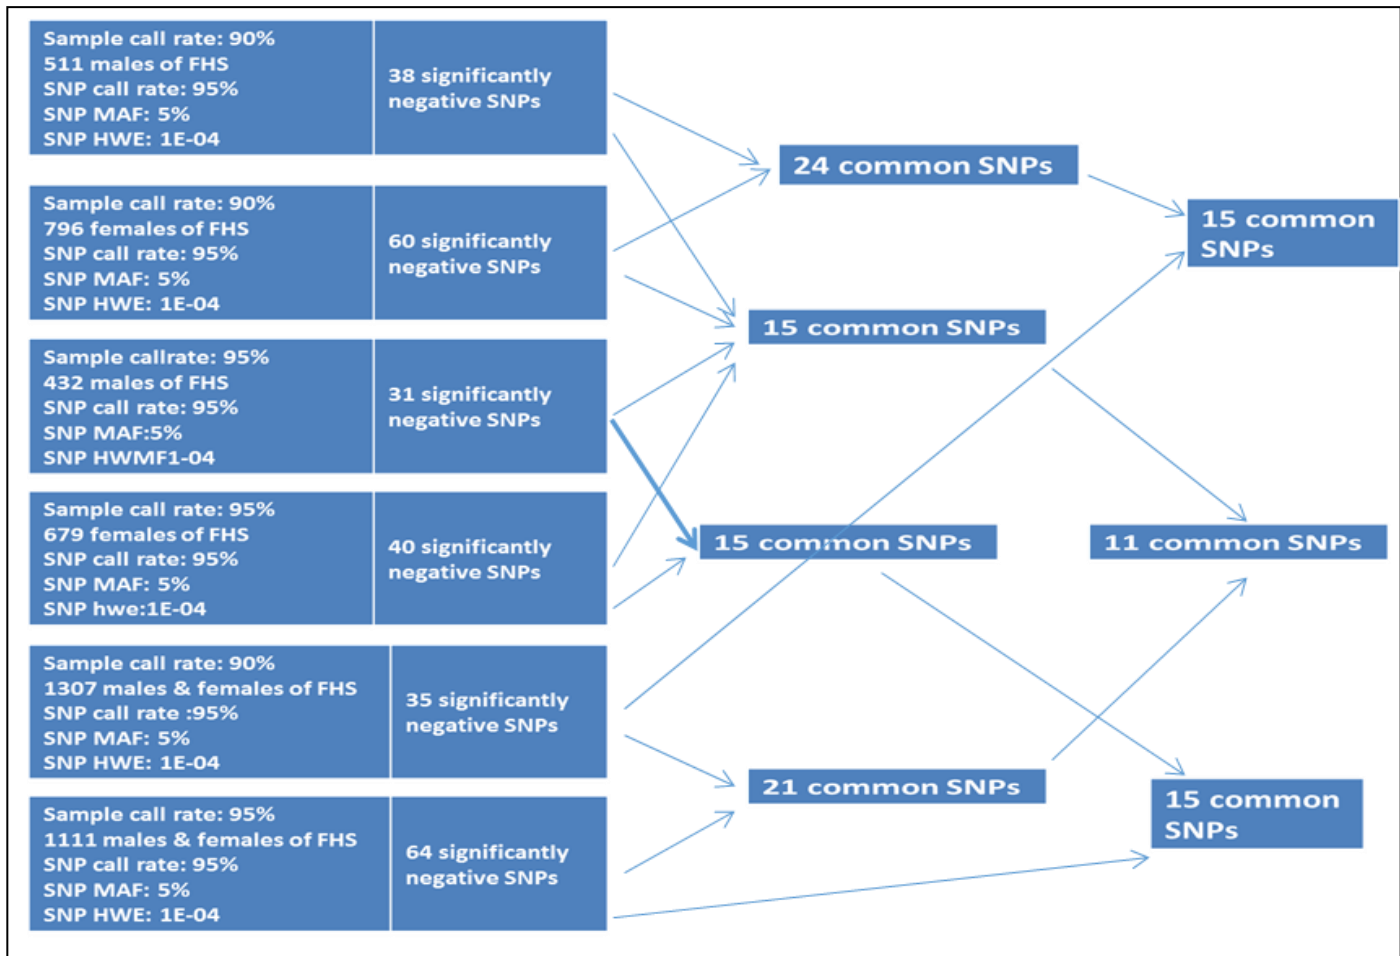 Sample call rate: 90%
511 males of FHS
SNP call rate: 95%
SNP MAF: 5%
SNP HWE: 1E-04
38 significantly
negative SNPs
Sample call rate: 90%
796 females of FHS
SNP call rate: 95%
SNP MAF: 5%
SNP HWE: 1E-04
60 significantly
negative SNPs
Sample callrate: 95%
432 males of FHS
SNP call rate: 95%
SNP MAF:5%
SNP HWMF1-04
31 significantly
negative SNPs
Sample call rate: 95%
679 females of FHS
SNP call rate: 95%
SNP MAF: 5%
SNP hwe:1E-04
40 significantly
negative SNPs
Sample call rate: 90%
1307 males & females of FHS
SNP call rate :95%
SNP MAF: 5%
SNP HWE: 1E-04
35 significantly
negative SNPs
Sample call rate: 95%
1111 males & females of FHS
SNP call rate: 95%
SNP MAF: 5%
SNP HWE: 1E-04
64 significantly
negative SNPs
24 common SNPs
15 common SNPs
15 common SNPs
21 common SNPs
15 common
SNPs
11 common SNPs
15 common
SNPs